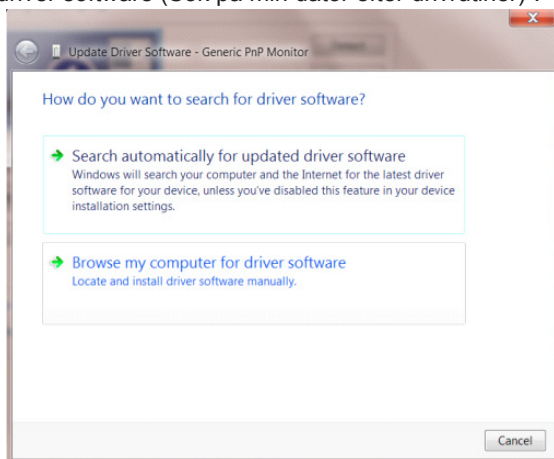 Update Driver Software - Generic PnP Monitor
How do you want to search for driver software?
Search automatically for updated driver software
Windows will search your computer and the Internet for the latest driver
software for your device, unless you've disabled this feature in your device
installation settings.
Browse my computer for driver software
Locate and install driver software manually.
Cancel